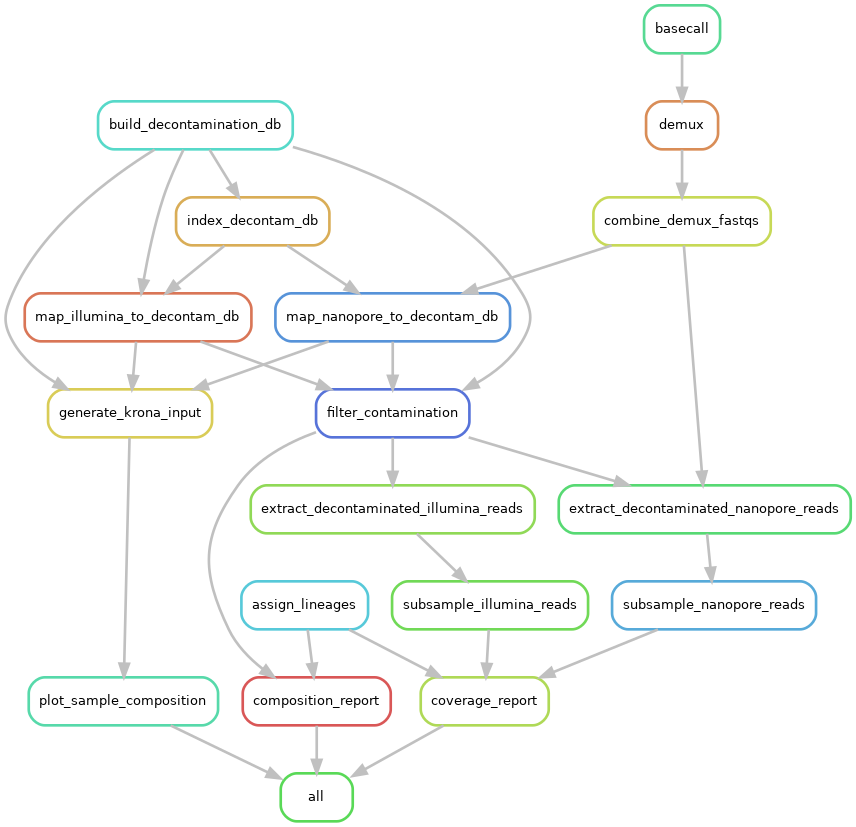 basecall
build_decontamination_db
demux
index_decontam_db
combine_demux_fastqs
map_illumina_to_decontam_db
map_nanopore_to_decontam_db
generate_krona_input
filter_contamination
extract_decontaminated_illumina_reads
extract_decontaminated_nanopore_reads
assign_lineages
subsample_illumina_reads
subsample_nanopore_reads
plot_sample_composition
composition_report
coverage_report
all